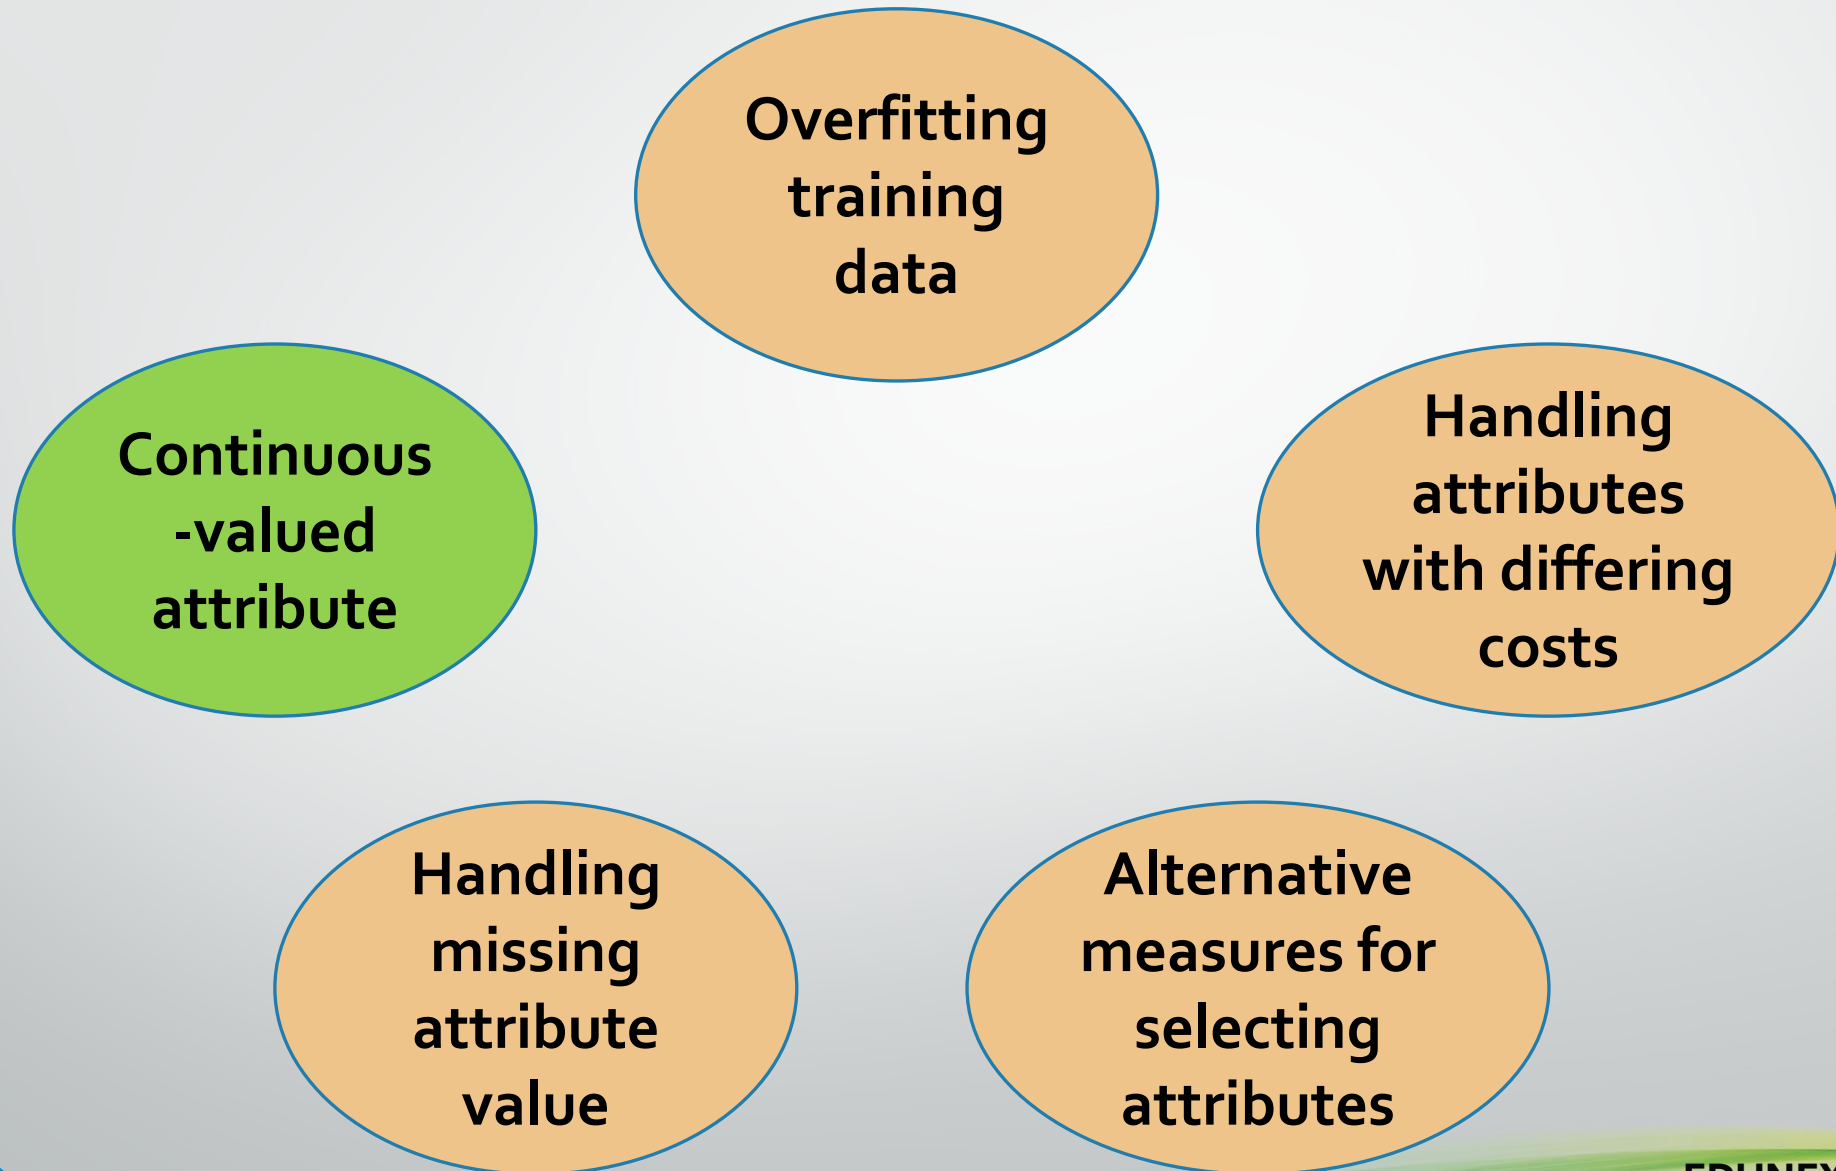 Overfitting
training
data
Continuous
-valued
attribute
Handling
attributes
with differing
costs
Handling
missing
attribute
value
Alternative
measures for
selecting
attributes